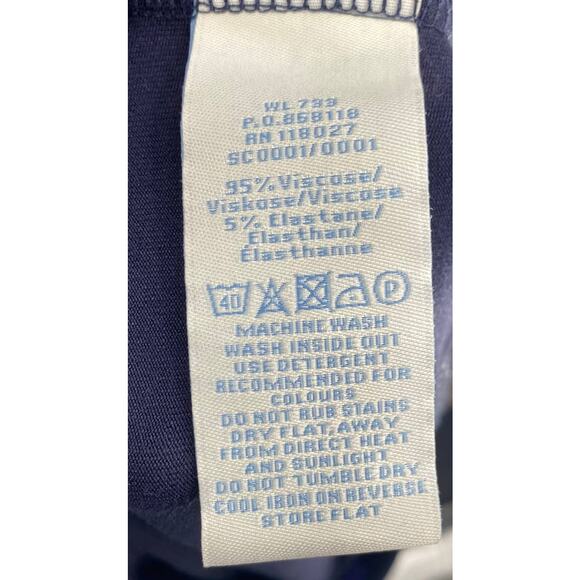 WL 799
P.O.868118
RN 118027
SC0001/0001
95% Viscose/
Viskose/Viscose
5% Elastane/
Elasthan/
Élasthanne
40 P
MACHINE WASH
WASH INSIDE OUT
USE DETERGENT
RECOMMENDED FOR
COLOURS
DO NOT RUB STAINS
DRY FLAT, AWAY
FROM DIRECT HEAT
AND SUNLIGHT
DO NOT TUMBLE DRY
COOL IRON ON REVERSE
STORE FLAT